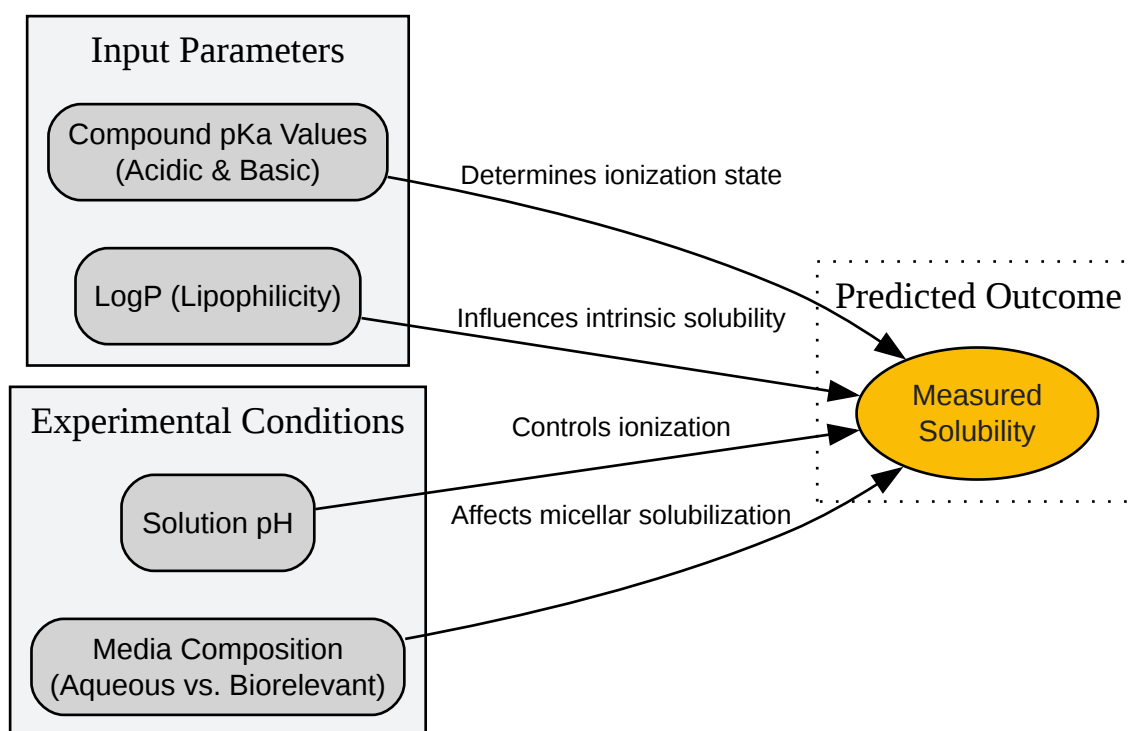 Input Parameters
Compound pKa Values
(Acidic & Basic)
LogP (Lipophilicity)
Determines ionization state
Influences intrinsic solubility
Predicted Outcome
Measured
Solubility
Experimental Conditions
Solution pH
Media Composition
(Aqueous vs. Biorelevant)
Controls ionization
Affects micellar solubilization